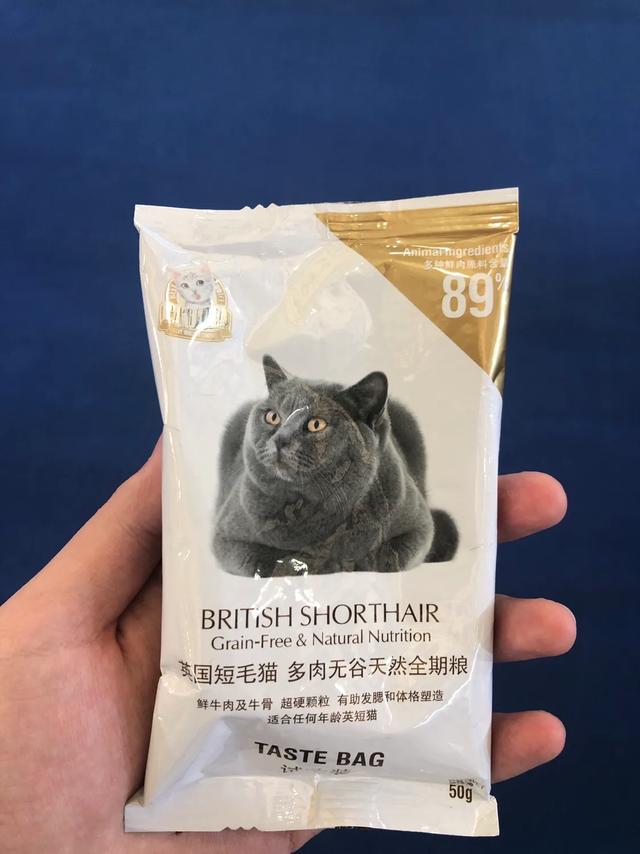 Animal Ingredients
多种鲜肉原料含量
89%
BRITISH SHORTHAIR
Grain-Free & Natural Nutrition
英国短毛猫 多肉无谷天然全期粮
鲜牛肉及牛骨 超硬颗粒 有助发腮和体格塑造
适合任何年龄英短猫
TASTE BAG
50g